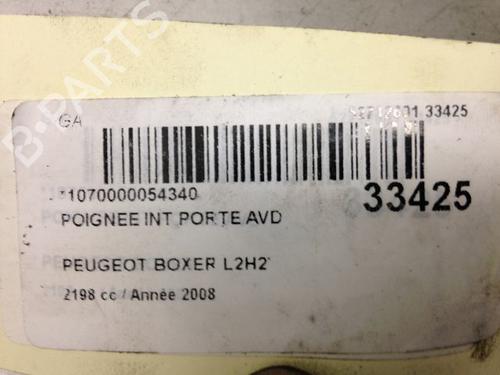 B-PARTS
GA 33425
1070000054340 33425
POIGNEE INT PORTE AVD
PEUGEOT BOXER L2H2
2198 cc / Année 2008